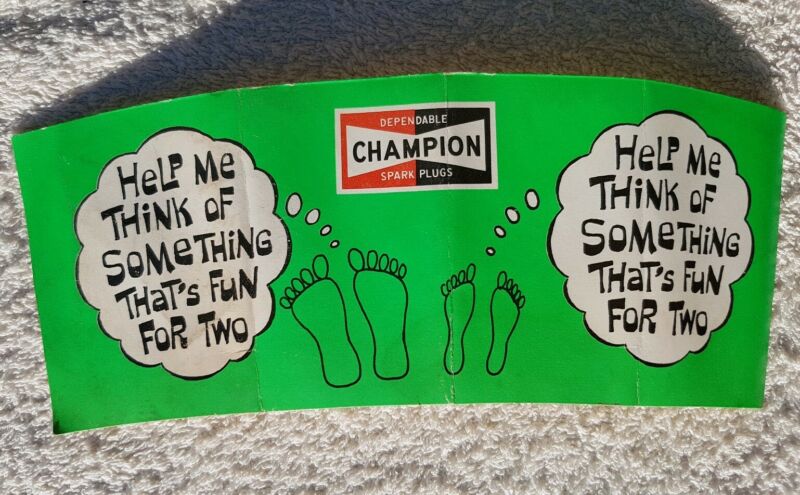 HELP ME
THINK OF
SOMETHING
THAT'S FUN
FOR TWO
DEPENDABLE
CHAMPION
SPARK PLUGS
HELP ME
THINK OF
SOMETHING
THAT'S FUN
FOR TWO